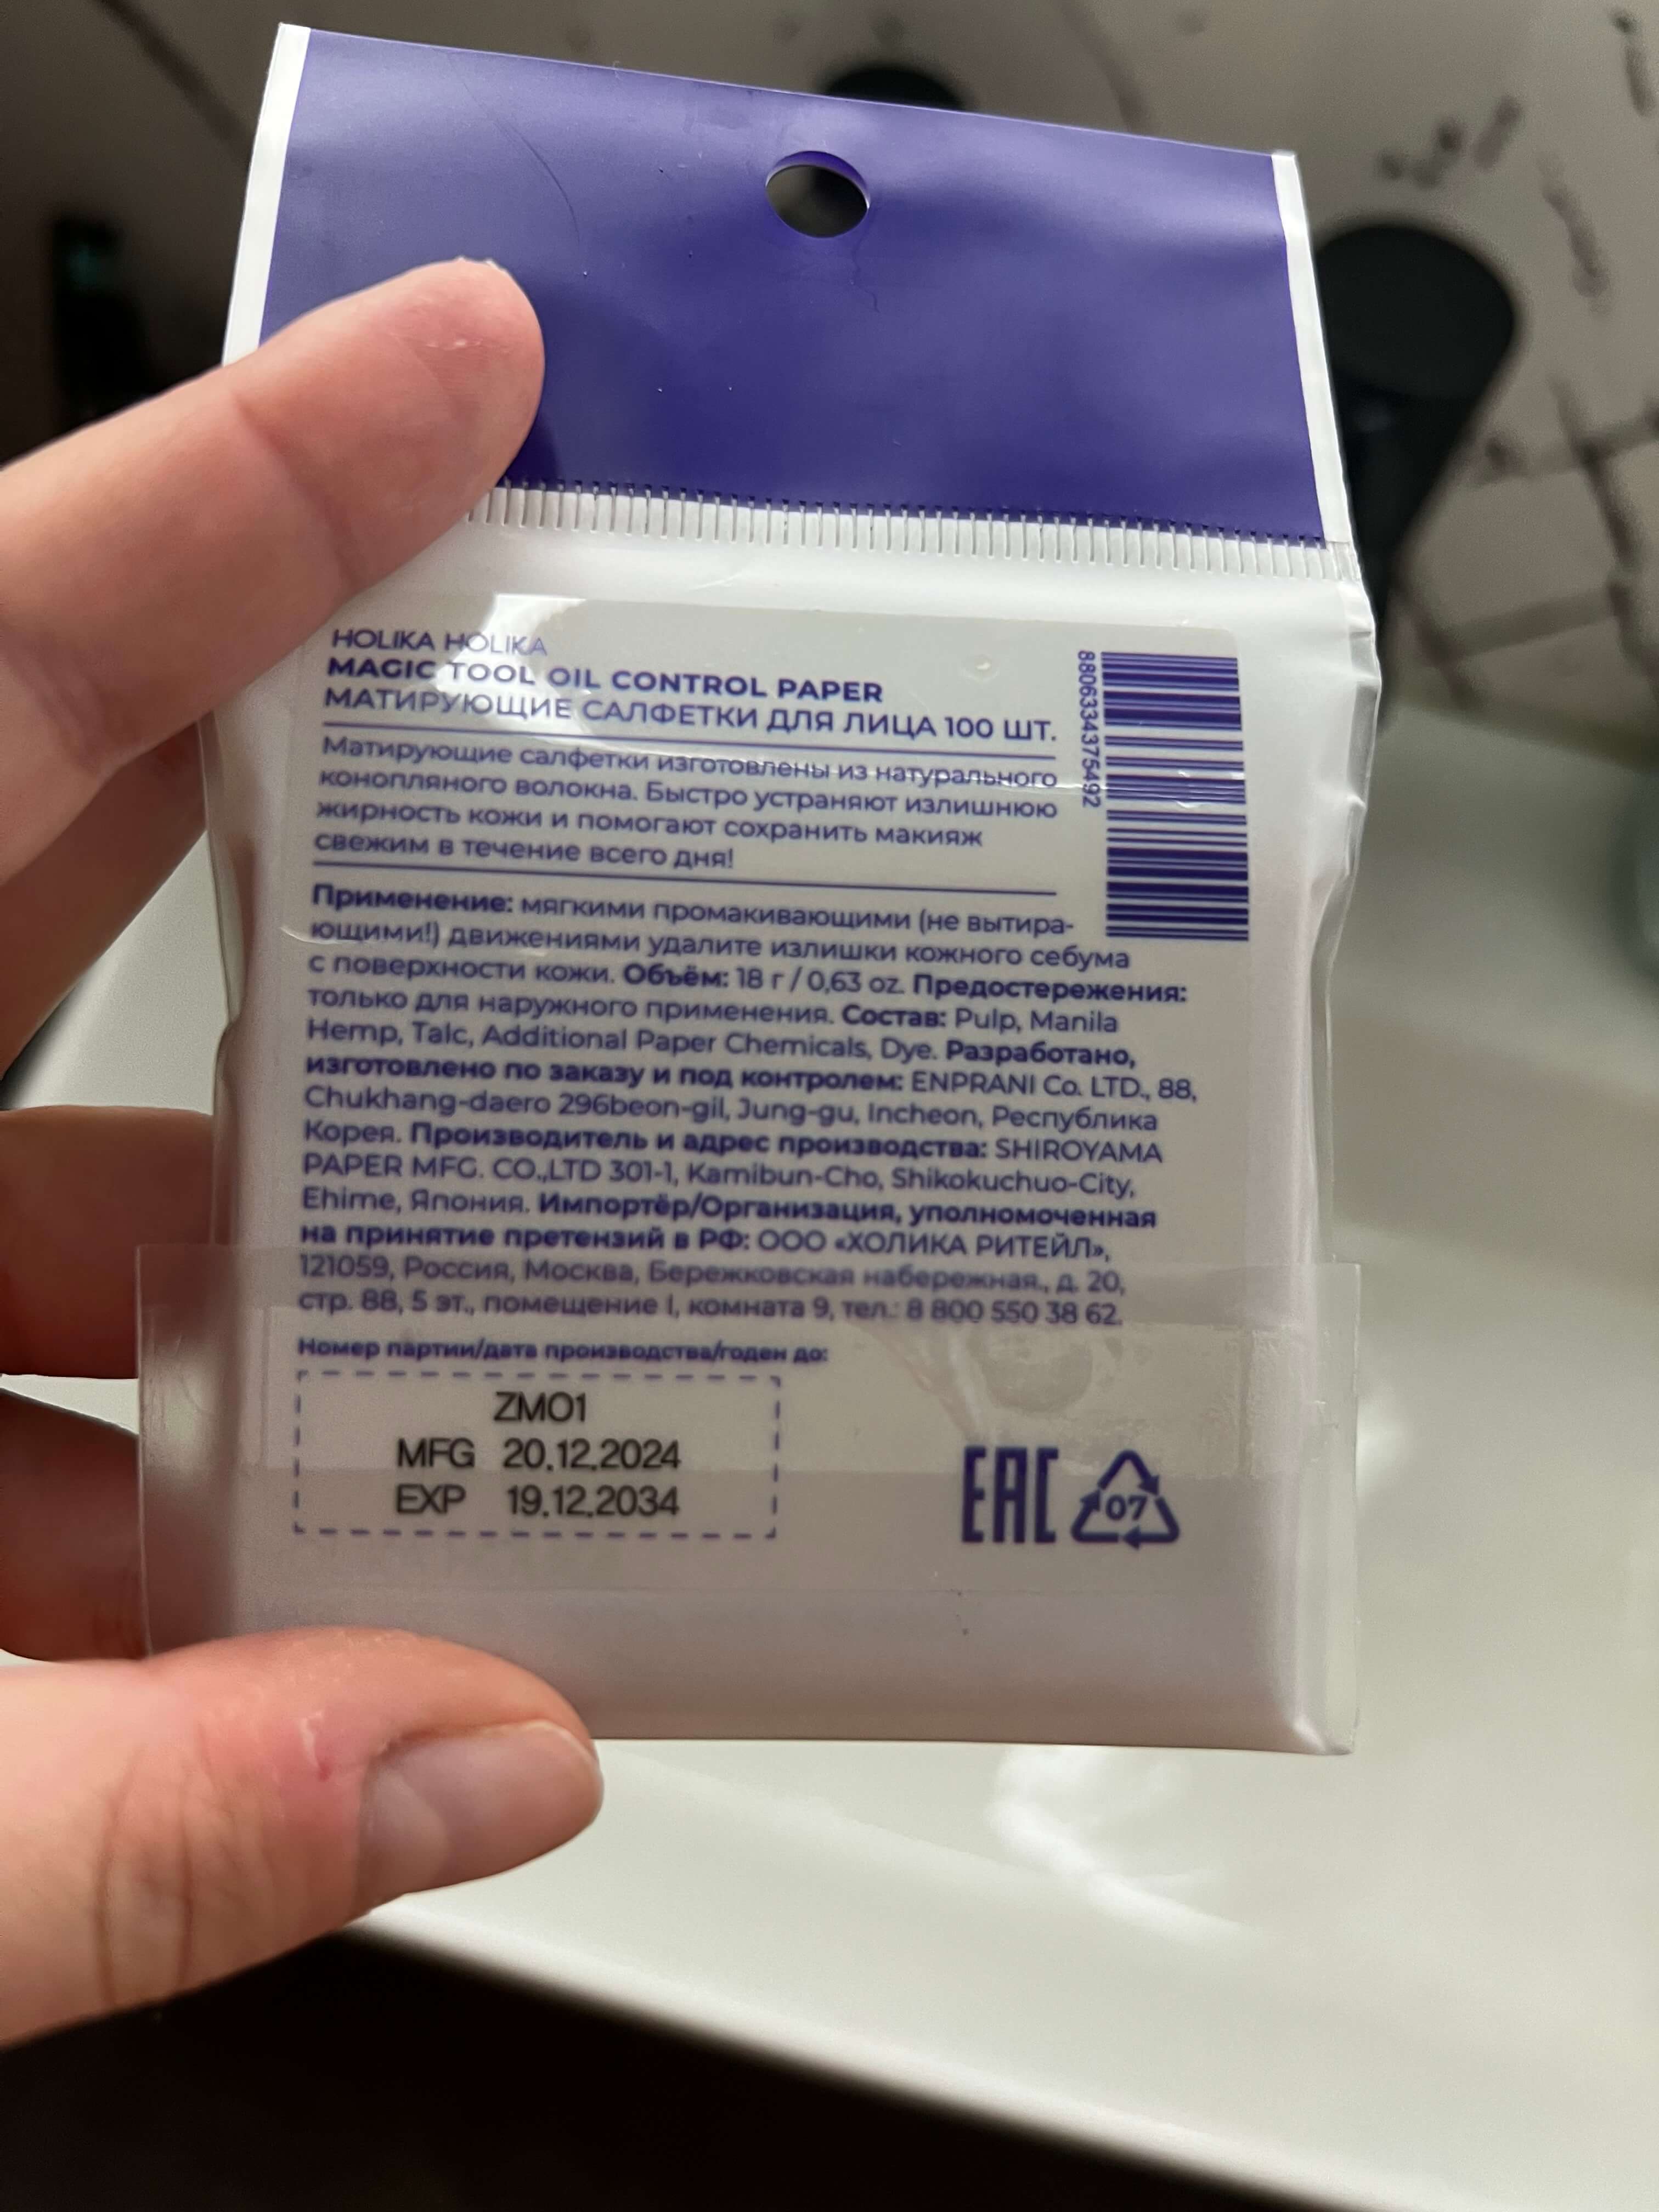 HOLIKA HOLIKA
MAGIC TOOL OIL CONTROL PAPER
МАТИРУЮЩИЕ САЛФЕТКИ ДЛЯ ЛИЦА 100 ШТ.
8806334375492
Матирующие салфетки изготовлены из натурального
конопляного волокна. Быстро устраняют излишнюю
жирность кожи и помогают сохранить макияж
свежим в течение всего дня!
Применение: мягкими промакивающими (не вытира-
ющими!) движениями удалите излишки кожного себума
с поверхности кожи. Объём: 18 г / 0,63 oz. Предостережения:
только для наружного применения. Состав: Pulp, Manila
Hemp, Talc, Additional Paper Chemicals, Dye. Разработано,
изготовлено по заказу и под контролем: ENPRANI Co. LTD., 88,
Chukhang-daero 296beon-gil, Jung-gu, Incheon, Республика
Корея. Производитель и адрес производства: SHIROYAMA
PAPER MFG. CO.,LTD 301-1, Kamibun-Cho, Shikokuchuo-City,
Ehime, Япония. Импортёр/Организация, уполномоченная
на принятие претензий в РФ: ООО «ХОЛИКА РИТЕЙЛ»,
121059, Россия, Москва, Бережковская набережная., д. 20,
стр. 88, 5 эт., помещение I, комната 9, тел.: 8 800 550 38 62.
Номер партии/дата производства/годен до:
ZMO1
MFG 20.12.2024
EXP 19.12.2034
EAC 07